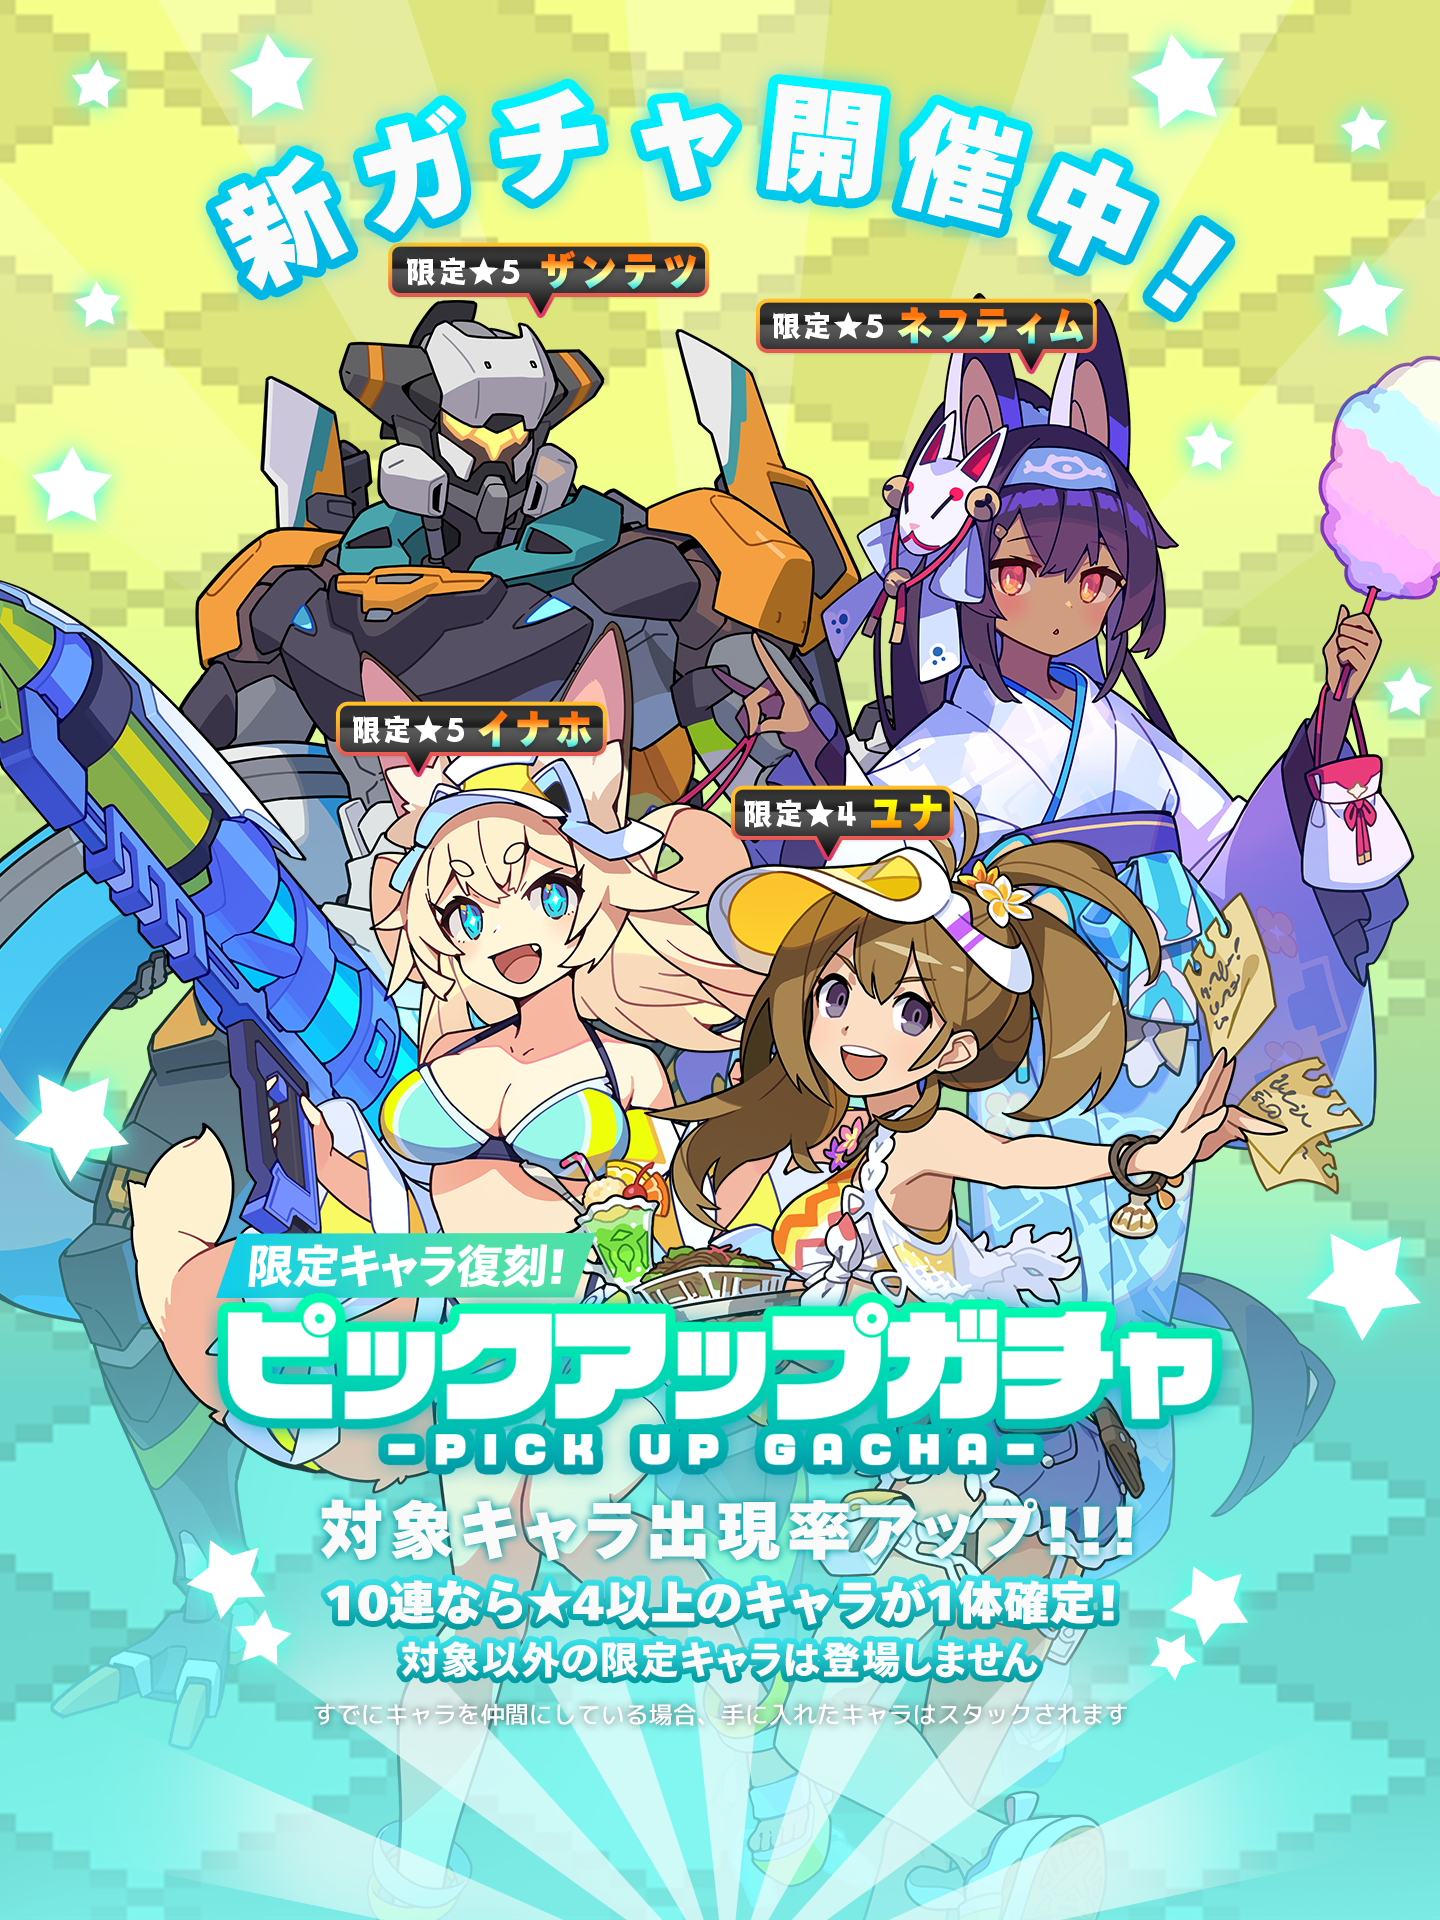 新ガチャ開催中!
限定★5 ザンテツ
限定★5 ネフティム
限定★5 イナホ
限定★4 ユナ
限定キャラ復刻!
ピックアップガチャ
-PICK UP GACHA-
対象キャラ出現率アップ!!!
10連なら★4以上のキャラが1体確定!
対象以外の限定キャラは登場しません
すでにキャラを仲間にしている場合、手に入れたキャラはスタックされます